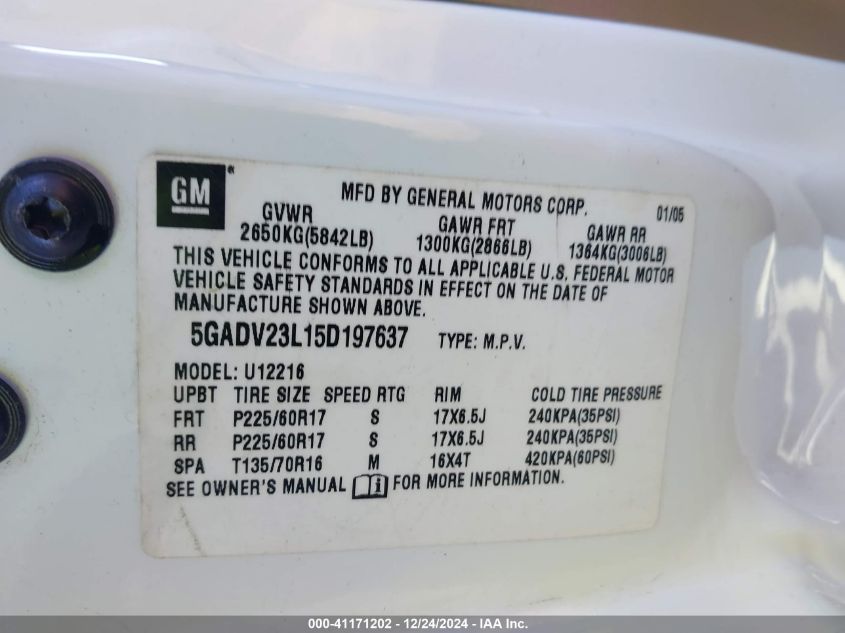 GM
MFD BY GENERAL MOTORS CORP. 01/05
GVWR GAWR FRT GAWR RR
2650KG(5842LB) 1300KG(2866LB) 1364KG(3006LB)
THIS VEHICLE CONFORMS TO ALL APPLICABLE U.S. FEDERAL MOTOR
VEHICLE SAFETY STANDARDS IN EFFECT ON THE DATE OF
MANUFACTURE SHOWN ABOVE.
5GADV23L15D197637 TYPE: M.P.V.
MODEL: U12216
UPBT TIRE SIZE SPEED RTG RIM COLD TIRE PRESSURE
FRT P225/60R17 S 17X6.5J 240KPA(35PSI)
RR P225/60R17 S 17X6.5J 240KPA(35PSI)
SPA T135/70R16 M 16X4T 420KPA(60PSI)
SEE OWNER'S MANUAL i FOR MORE INFORMATION.
000-41171202 - 12/24/2024 - IAA Inc.